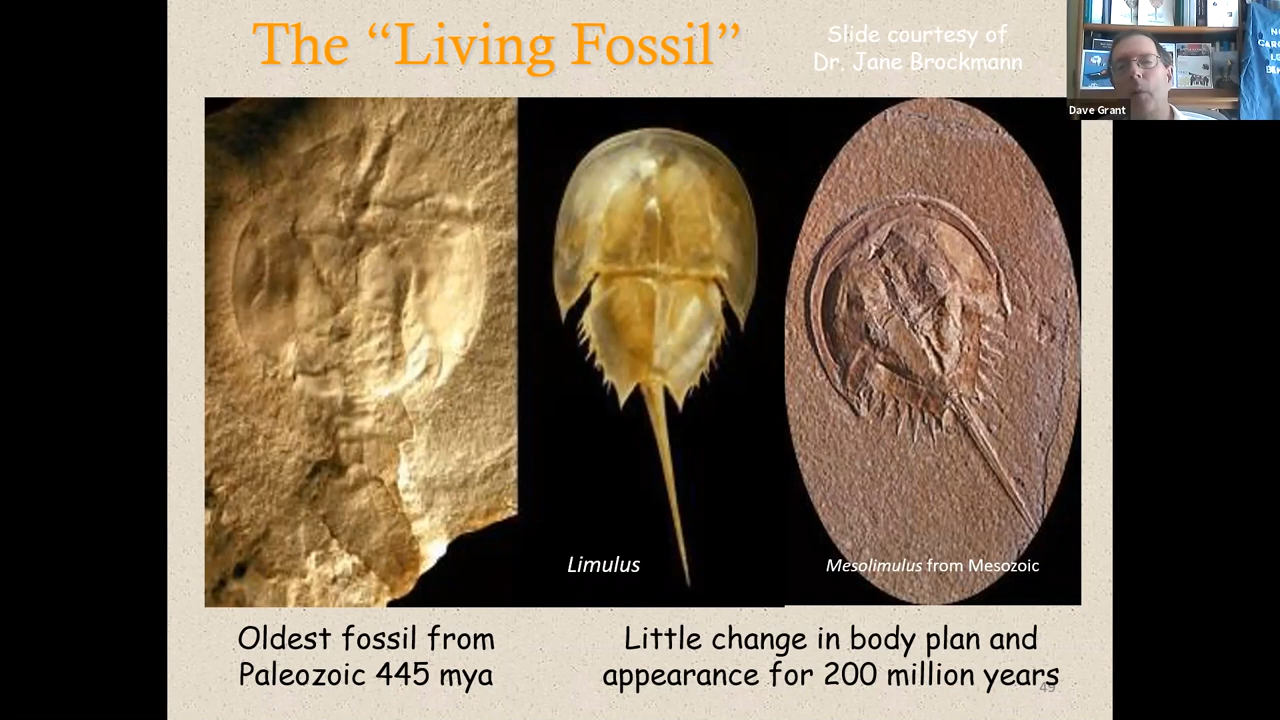 The “Living Fossil”
Slide courtesy of
Dr. Jane Brockmann
Dave Grant
Limulus
Mesolimulus from Mesozoic
Oldest fossil from
Paleozoic 445 mya
Little change in body plan and
appearance for 200 million years
49